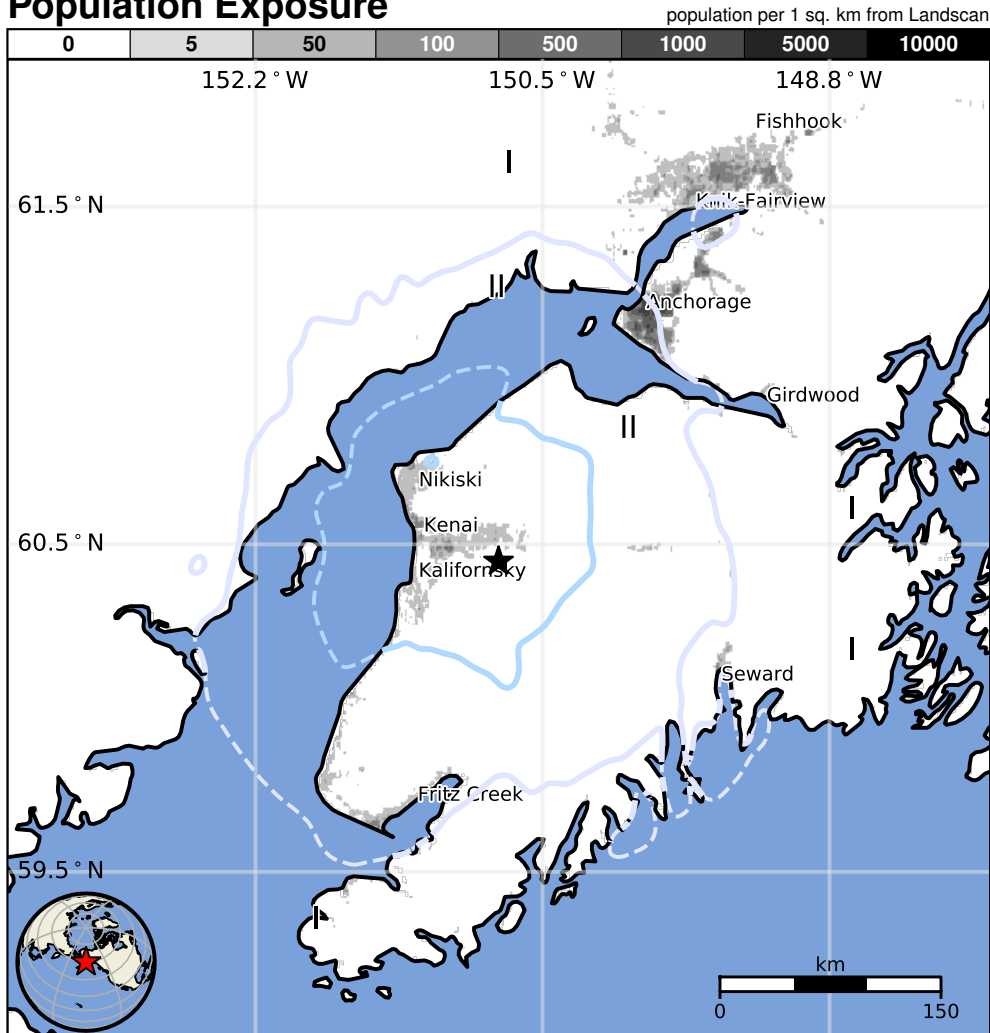 Population Exposure
population per 1 sq. km from Landscan
0 5 50 100 500 1000 5000 10000
152.2°W 150.5°W 148.8°W
Fishhook
I
61.5°N
Knik-Fairview
II
Anchorage
Girdwood
II
Nikiski
I
Kenai
60.5°N
Kalifornsky
I
Seward
Fritz Creek
59.5°N
I
km
0 150